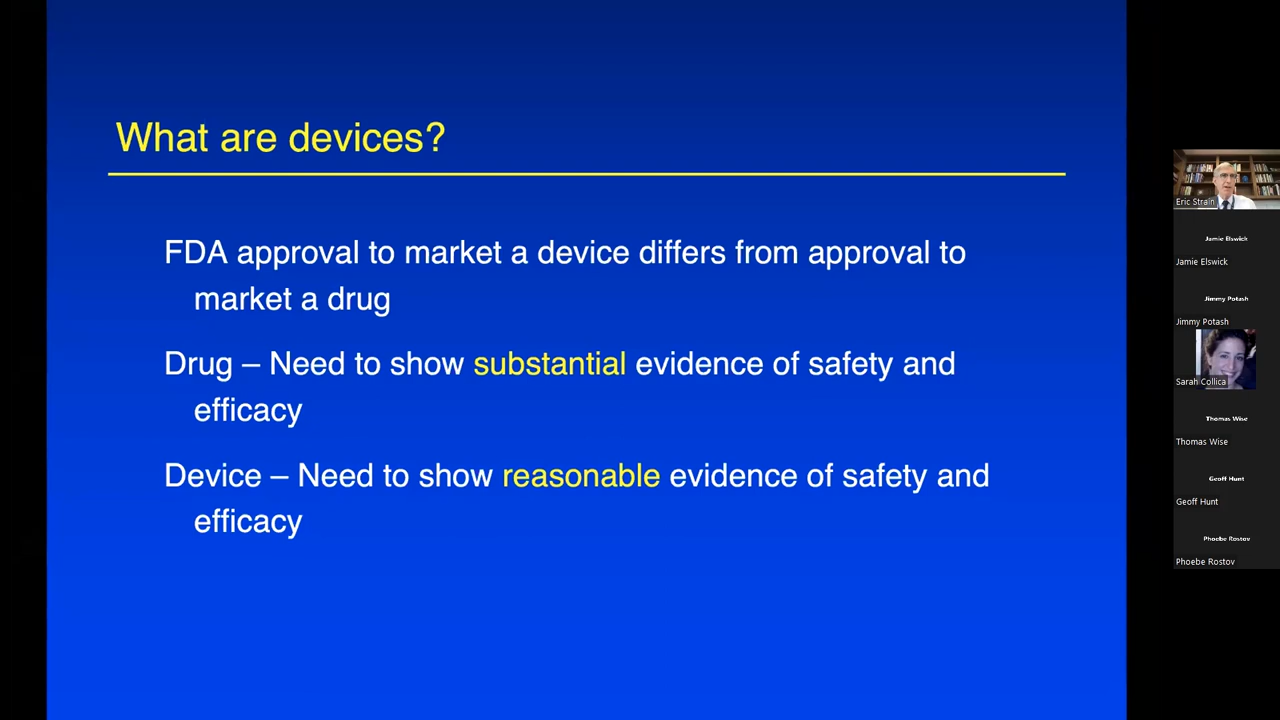 What are devices?
FDA approval to market a device differs from approval to
market a drug
Drug – Need to show substantial evidence of safety and
efficacy
Device – Need to show reasonable evidence of safety and
efficacy
Eric Strain
Jamie Elswick
Jamie Elswick
Jimmy Potash
Jimmy Potash
Sarah Collica
Thomas Wise
Thomas Wise
Geoff Hunt
Geoff Hunt
Phoebe Rostov
Phoebe Rostov